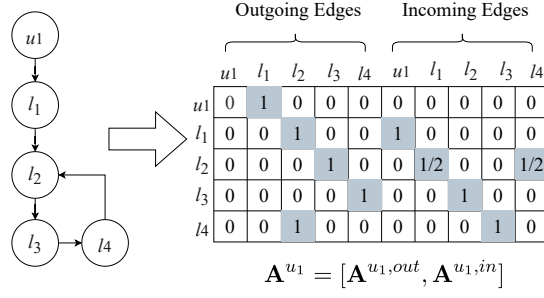 Outgoing Edges Incoming Edges
u1 l1 l2 l3 l4 u1 l1 l2 l3 l4
u1 0 1 0 0 0 0 0 0 0 0
l1 0 0 1 0 0 1 0 0 0 0
l2 0 0 0 1 0 0 1/2 0 0 1/2
l3 0 0 0 0 1 0 0 1 0 0
l4 0 0 1 0 0 0 0 0 1 0
A^{u_1} = [A^{u_1,out}, A^{u_1,in}]
u1
l1
l2
l3 l4